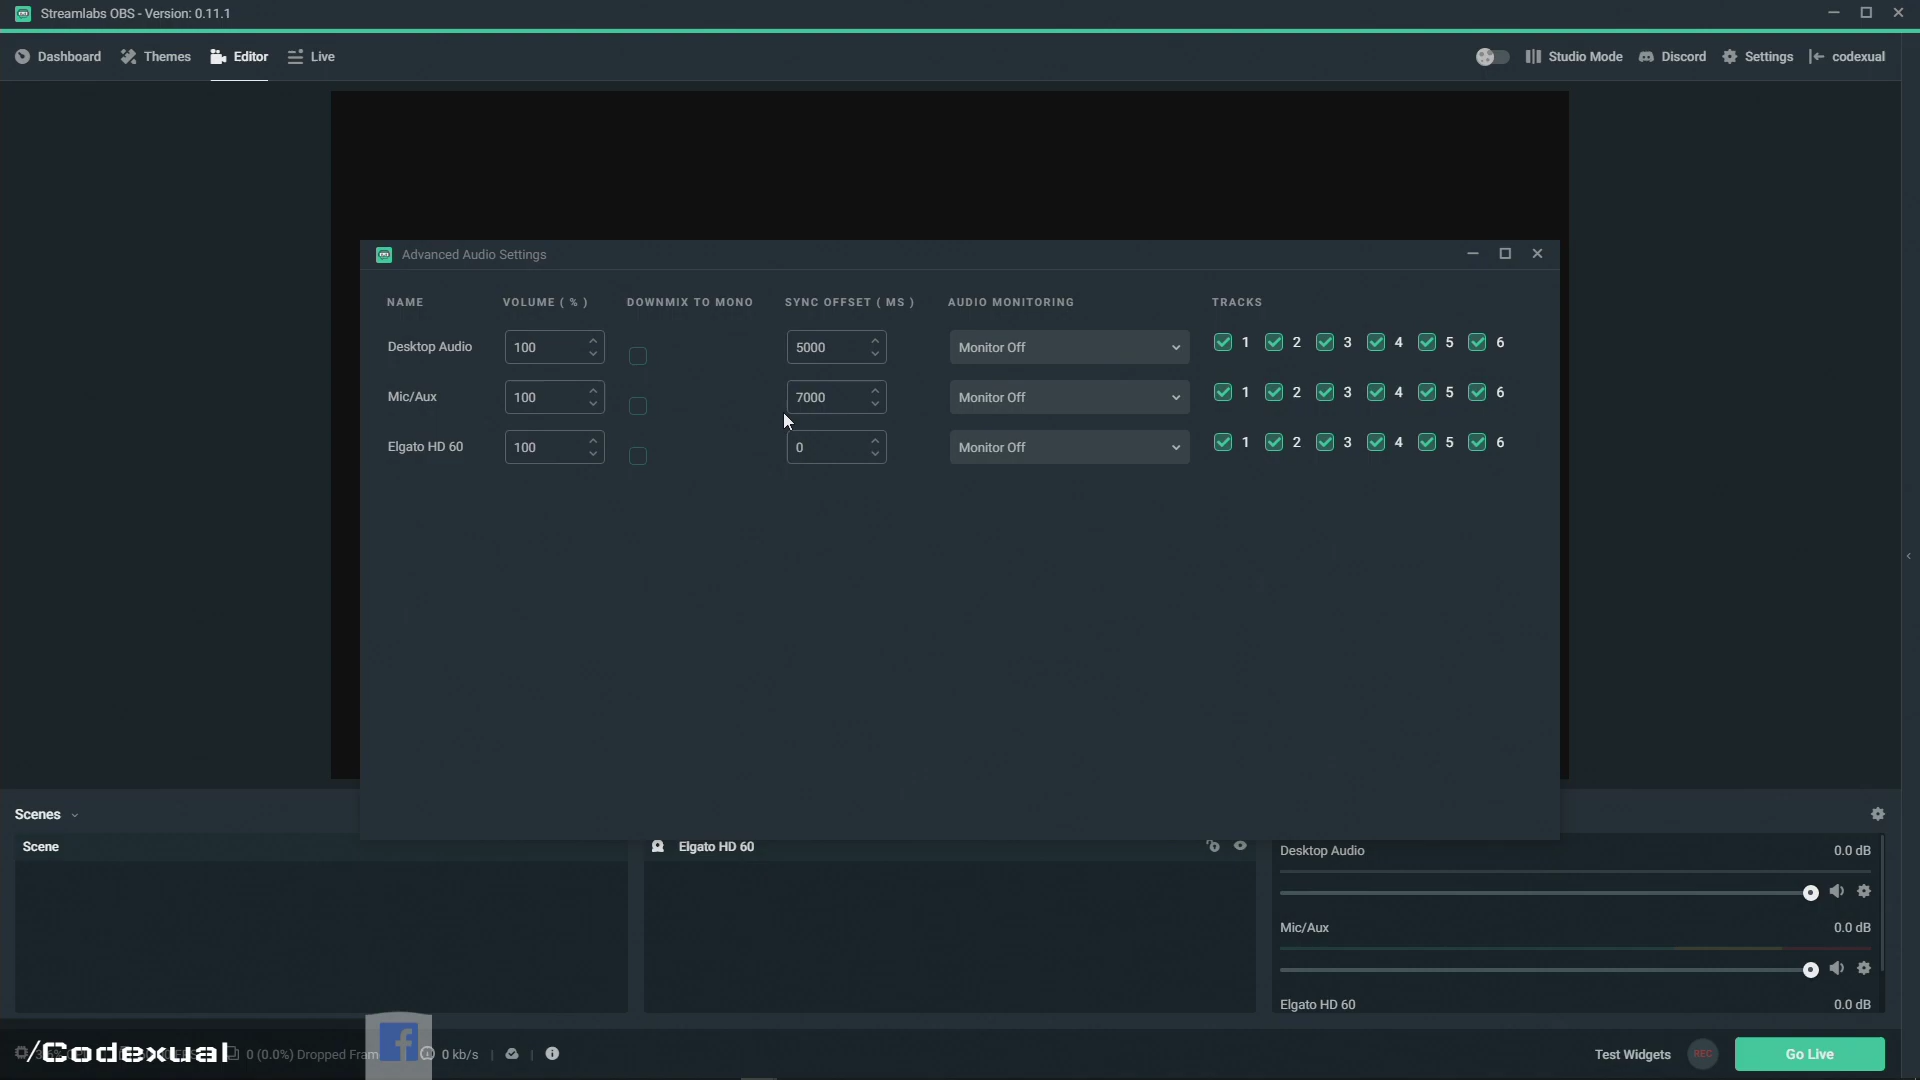 Streamlabs OBS - Version: 0.11.1
Dashboard Themes Editor Live
Studio Mode Discord Settings codexual
Advanced Audio Settings
NAME VOLUME ( % ) DOWNMIX TO MONO SYNC OFFSET ( MS ) AUDIO MONITORING TRACKS
Desktop Audio 100 5000 Monitor Off 1 2 3 4 5 6
Mic/Aux 100 7000 Monitor Off 1 2 3 4 5 6
Elgato HD 60 100 0 Monitor Off 1 2 3 4 5 6
Scenes
Scene
Elgato HD 60
Desktop Audio 0.0 dB
Mic/Aux 0.0 dB
Elgato HD 60 0.0 dB
/Codexual
0 (0.0%) Dropped Fram
0 kb/s
Test Widgets REC Go Live